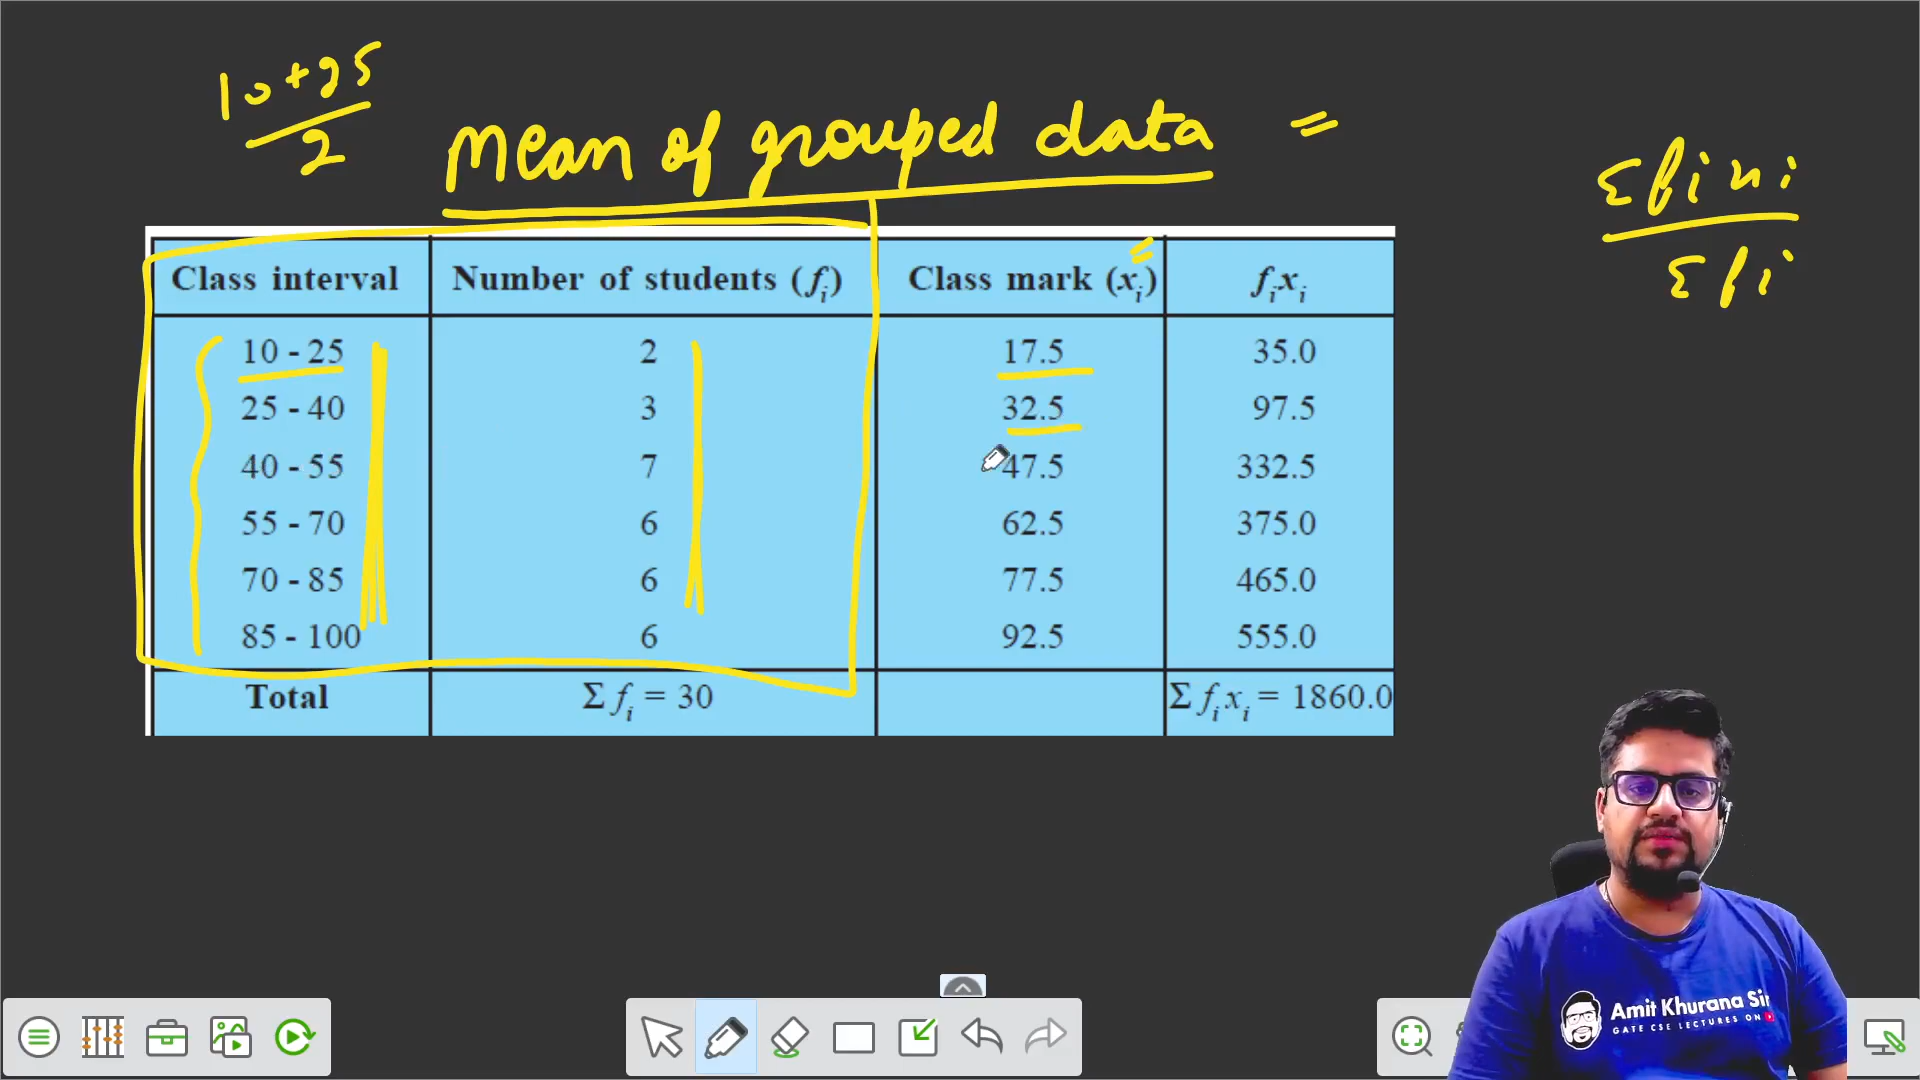 10+25
2
Mean of grouped data =
Σfixi
Σfi
Class interval Number of students (fi) Class mark (xi) fixi
10 - 25 2 17.5 35.0
25 - 40 3 32.5 97.5
40 - 55 7 47.5 332.5
55 - 70 6 62.5 375.0
70 - 85 6 77.5 465.0
85 - 100 6 92.5 555.0
Total Σ fi = 30 Σ fixi = 1860.0
Amit Khurana Sir
GATE CSE LECTURES ON